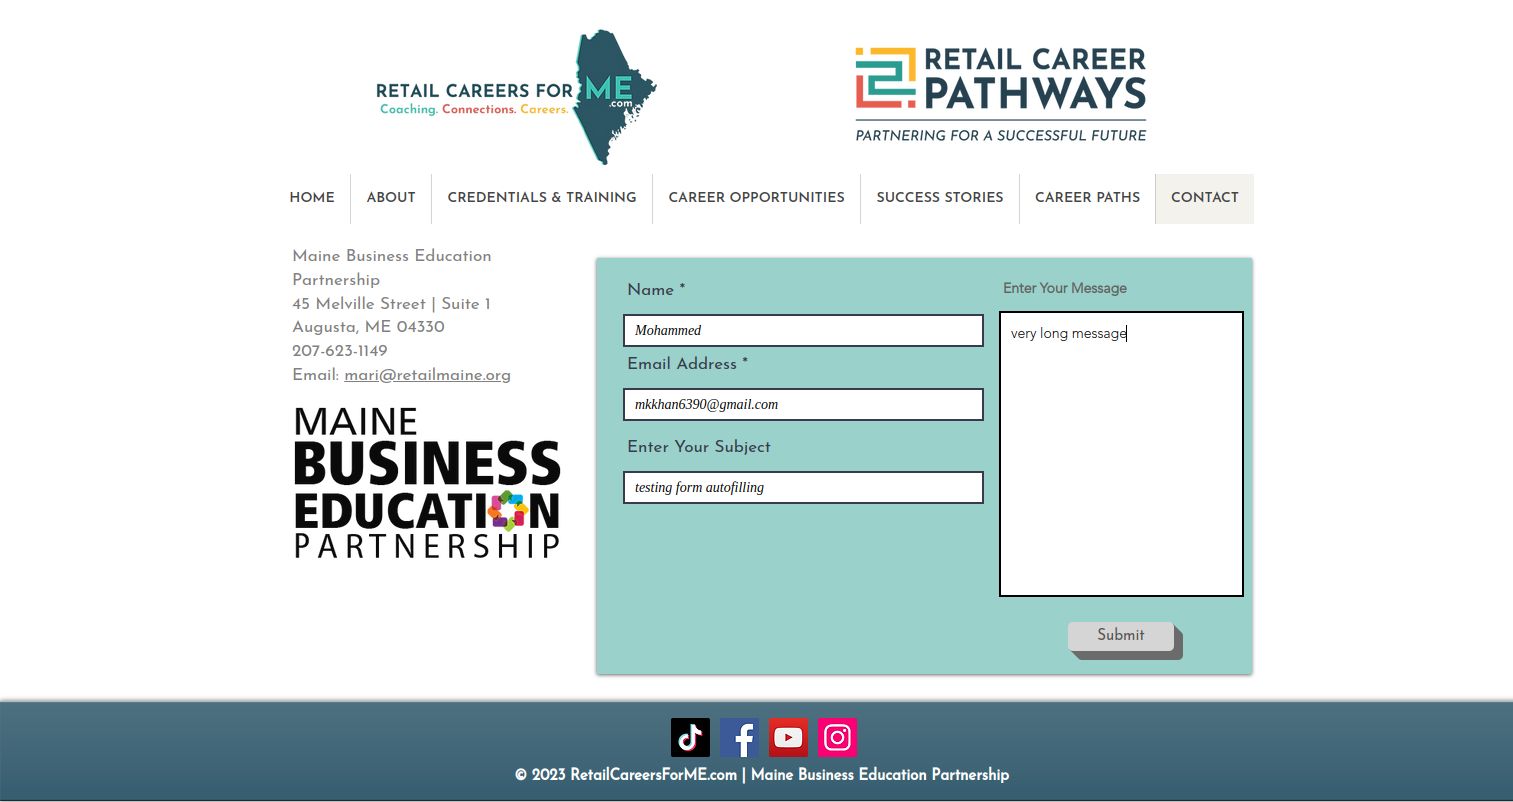 RETAIL CAREERS FOR ME
.com
Coaching. Connections. Careers.
RETAIL CAREER
PATHWAYS
PARTNERING FOR A SUCCESSFUL FUTURE
HOME ABOUT CREDENTIALS & TRAINING CAREER OPPORTUNITIES SUCCESS STORIES CAREER PATHS CONTACT
Maine Business Education
Partnership
45 Melville Street | Suite 1
Augusta, ME 04330
207-623-1149
Email: mari@retailmaine.org
MAINE
BUSINESS
EDUCATION
PARTNERSHIP
Name *
Mohammed
Email Address *
mkkhan6390@gmail.com
Enter Your Subject
testing form autofilling
Enter Your Message
very long message
Submit
© 2023 RetailCareersForME.com | Maine Business Education Partnership